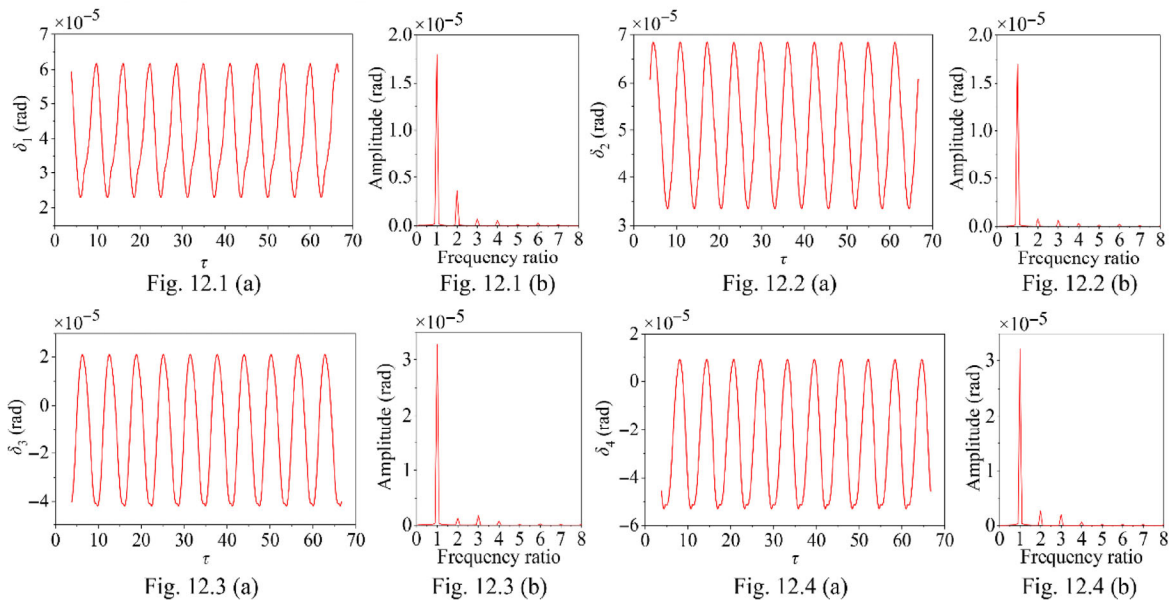 ×10−5
7
6
5
4
3
2
δ1 (rad)
0 10 20 30 40 50 60 70
τ
Fig. 12.1 (a)
×10−5
2.0
1.5
1.0
0.5
0.0
Amplitude (rad)
1 2 3 4 5 6 7 8
Frequency ratio
Fig. 12.1 (b)
×10−5
7
6
5
4
3
δ2 (rad)
0 10 20 30 40 50 60 70
τ
Fig. 12.2 (a)
×10−5
2.0
1.5
1.0
0.5
0.0
Amplitude (rad)
1 2 3 4 5 6 7 8
Frequency ratio
Fig. 12.2 (b)
×10−5
2
0
−2
−4
δ3 (rad)
0 10 20 30 40 50 60 70
τ
Fig. 12.3 (a)
×10−5
3
2
1
0
Amplitude (rad)
0 1 2 3 4 5 6 7 8
Frequency ratio
Fig. 12.3 (b)
×10−5
2
0
−2
−4
−6
δ4 (rad)
0 10 20 30 40 50 60 70
τ
Fig. 12.4 (a)
×10−5
3
2
1
0
Amplitude (rad)
0 1 2 3 4 5 6 7 8
Frequency ratio
Fig. 12.4 (b)